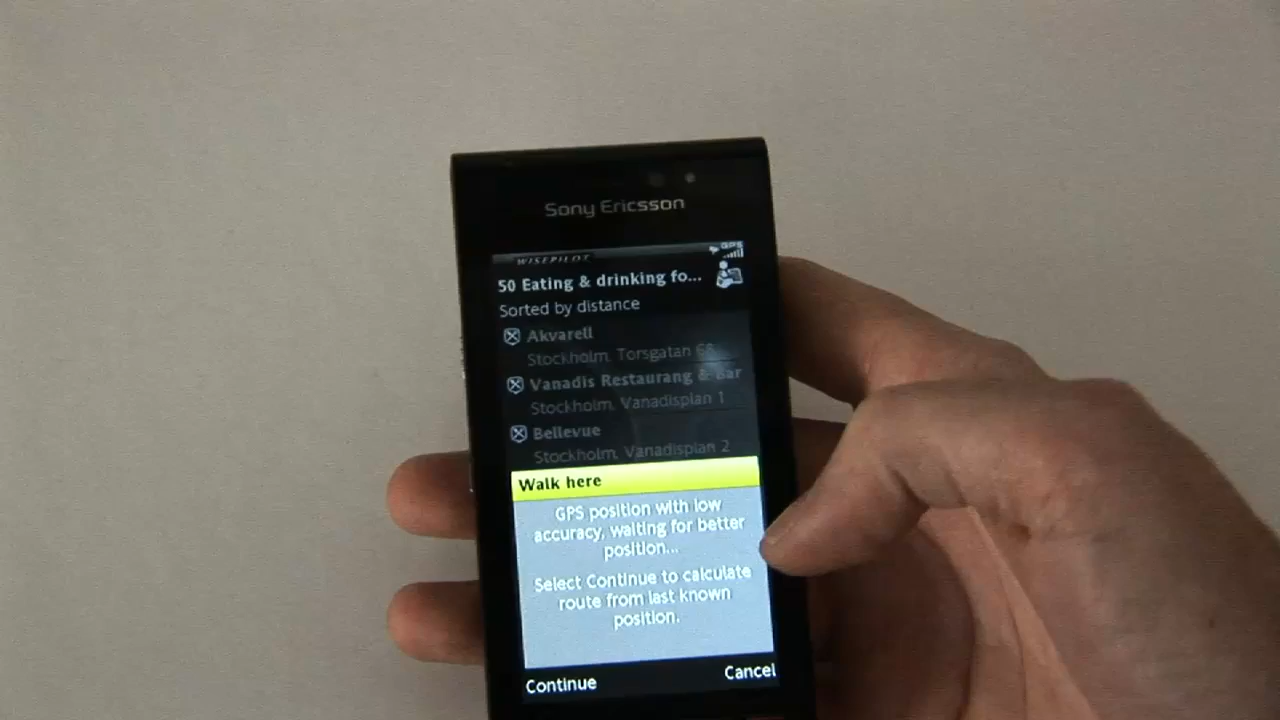 Sony Ericsson
WISEPILOT
GPS
50 Eating & drinking fo...
Sorted by distance
Akvarell
Stockholm, Torsgatan 68
Vanadis Restaurang & Bar
Stockholm, Vanadisplan 1
Bellevue
Stockholm, Vanadisplan 2
Walk here
GPS position with low
accuracy, waiting for better
position...
Select Continue to calculate
route from last known
position.
Continue
Cancel